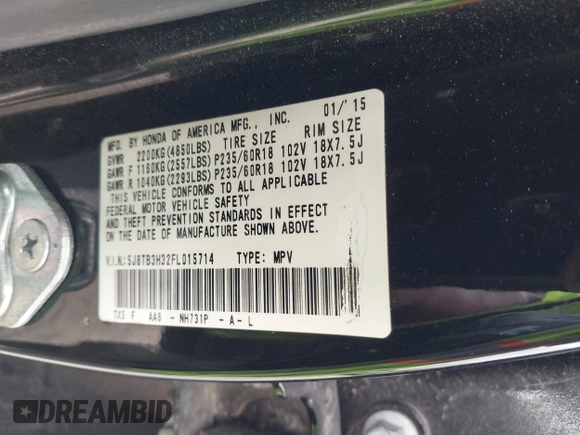 MFD. BY HONDA OF AMERICA MFG., INC. 01/'15
GVWR 2200KG(4850LBS) TIRE SIZE RIM SIZE
GAWR F 1160KG(2557LBS) P235/60R18 102V 18X7.5J
GAWR R 1040KG(2293LBS) P235/60R18 102V 18X7.5J
THIS VEHICLE CONFORMS TO ALL APPLICABLE
FEDERAL MOTOR VEHICLE SAFETY
AND THEFT PREVENTION STANDARDS IN EFFECT
ON THE DATE OF MANUFACTURE SHOWN ABOVE.
V.I.N.: 5J8TB3H32FL015714 TYPE: MPV
TX5 F AA6 - NH731P - A - L
DREAMBID